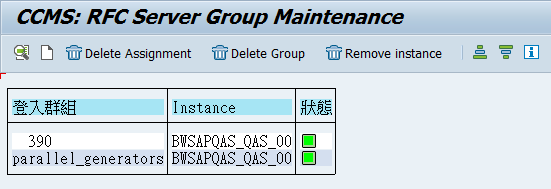 CCMS: RFC Server Group Maintenance
Delete Assignment Delete Group Remove instance
登入群組 Instance 狀態
390 BWSAPQAS_QAS_00
parallel_generators BWSAPQAS_QAS_00